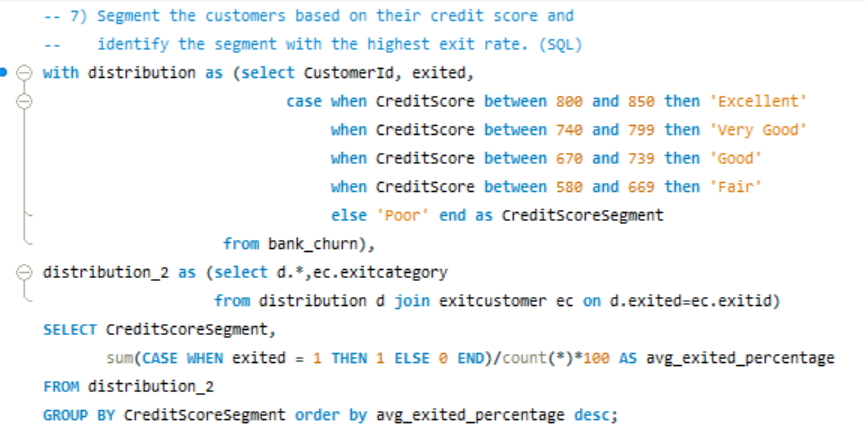 -- 7) Segment the customers based on their credit score and
--    identify the segment with the highest exit rate. (SQL)
with distribution as (select CustomerId, exited,
case when CreditScore between 800 and 850 then 'Excellent'
when CreditScore between 740 and 799 then 'Very Good'
when CreditScore between 670 and 739 then 'Good'
when CreditScore between 580 and 669 then 'Fair'
else 'Poor' end as CreditScoreSegment
from bank_churn),
distribution_2 as (select d.*,ec.exitcategory
from distribution d join exitcustomer ec on d.exited=ec.exitid)
SELECT CreditScoreSegment,
sum(CASE WHEN exited = 1 THEN 1 ELSE 0 END)/count(*)*100 AS avg_exited_percentage
FROM distribution_2
GROUP BY CreditScoreSegment order by avg_exited_percentage desc;